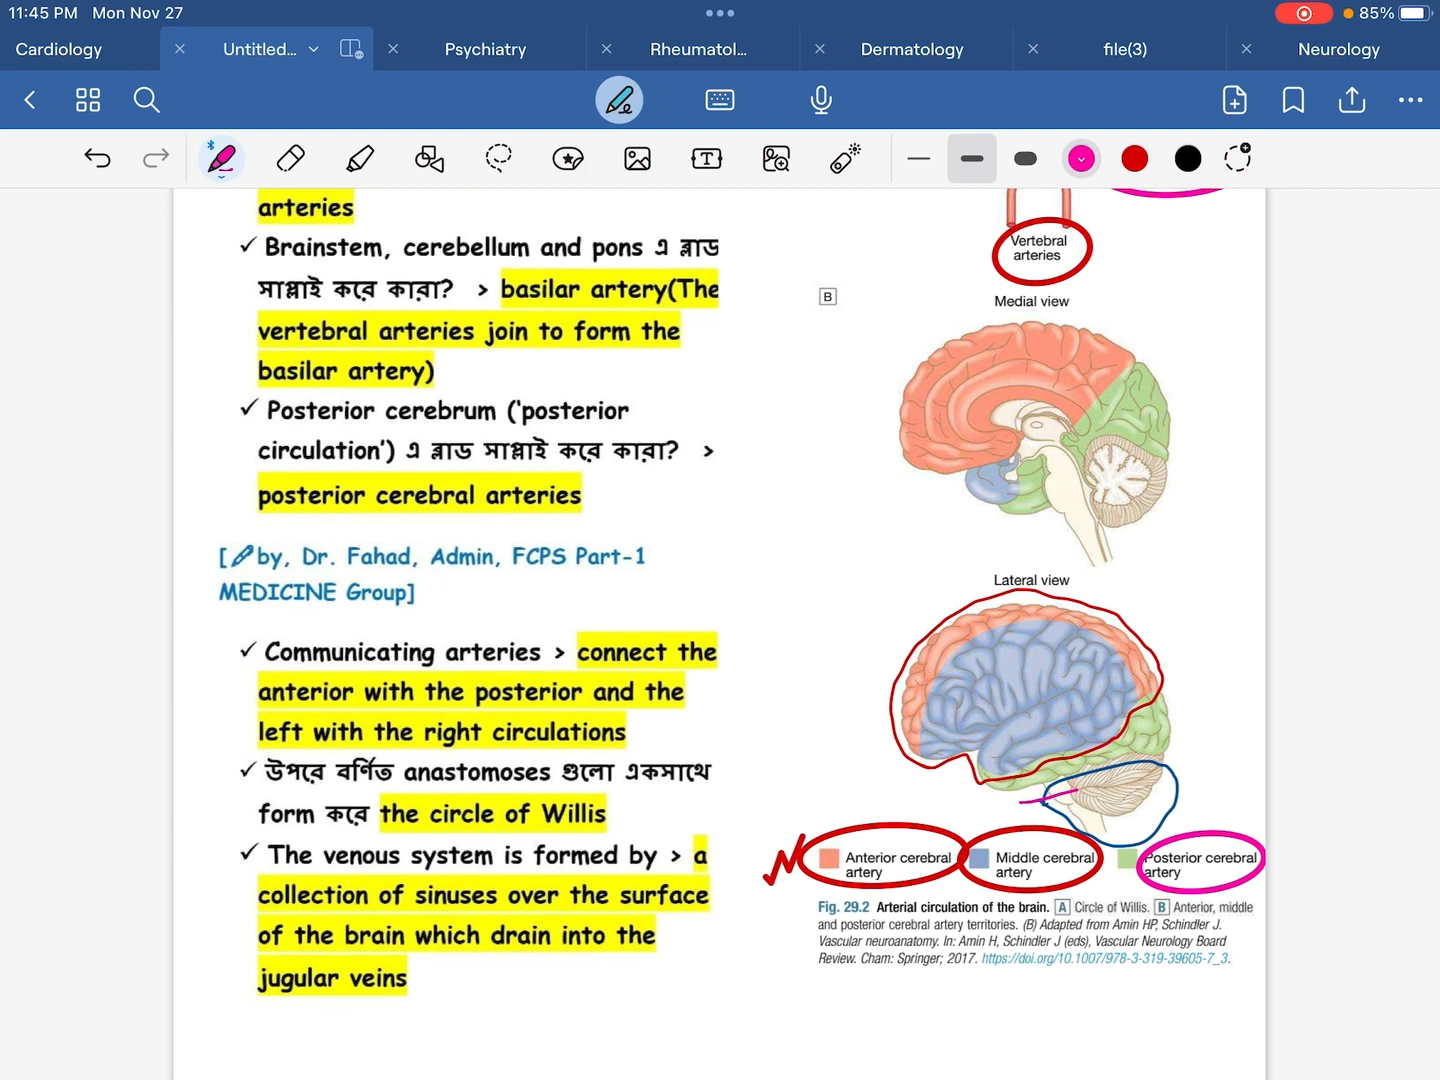 11:45 PM Mon Nov 27
85%
Cardiology
Untitled...
Psychiatry
Rheumatol...
Dermatology
file(3)
Neurology
arteries
✓ Brainstem, cerebellum and pons এ ব্লাড
সাপ্লাই করে কারা? > basilar artery(The
vertebral arteries join to form the
basilar artery)
✓ Posterior cerebrum ('posterior
circulation') এ ব্লাড সাপ্লাই করে কারা? >
posterior cerebral arteries
[by, Dr. Fahad, Admin, FCPS Part-1
MEDICINE Group]
✓ Communicating arteries > connect the
anterior with the posterior and the
left with the right circulations
✓ উপরে বর্ণিত anastomoses গুলো একসাথে
form করে the circle of Willis
✓ The venous system is formed by > a
collection of sinuses over the surface
of the brain which drain into the
jugular veins
Vertebral
arteries
B
Medial view
Lateral view
Anterior cerebral
artery
Middle cerebral
artery
Posterior cerebral
artery
Fig. 29.2 Arterial circulation of the brain. A Circle of Willis. B Anterior, middle
and posterior cerebral artery territories. (B) Adapted from Amin HP, Schindler J.
Vascular neuroanatomy. In: Amin H, Schindler J (eds), Vascular Neurology Board
Review. Cham: Springer; 2017. https://doi.org/10.1007/978-3-319-39605-7_3.